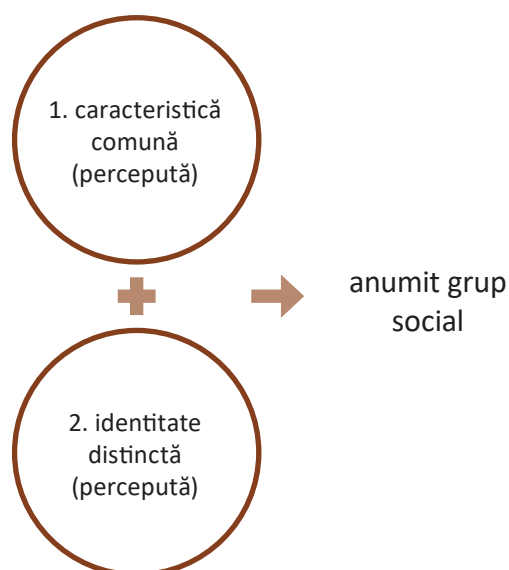 1. caracteristică
comună
(percepută)
anumit grup
social
2. identitate
distinctă
(percepută)